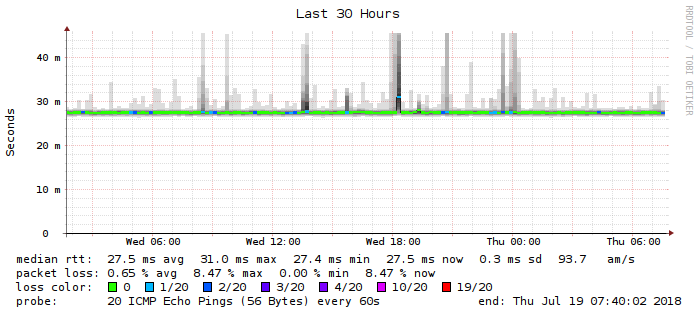 Last 30 Hours
RRDTOOL / TOBI OETIKER
Seconds
40 m
30 m
20 m
10 m
0
Wed 06:00 Wed 12:00 Wed 18:00 Thu 00:00 Thu 06:00
median rtt: 27.5 ms avg 31.0 ms max 27.4 ms min 27.5 ms now 0.3 ms sd 93.7 am/s
packet loss: 0.65 % avg 8.47 % max 0.00 % min 8.47 % now
loss color: 0 1/20 2/20 3/20 4/20 10/20 19/20
probe: 20 ICMP Echo Pings (56 Bytes) every 60s end: Thu Jul 19 07:40:02 2018